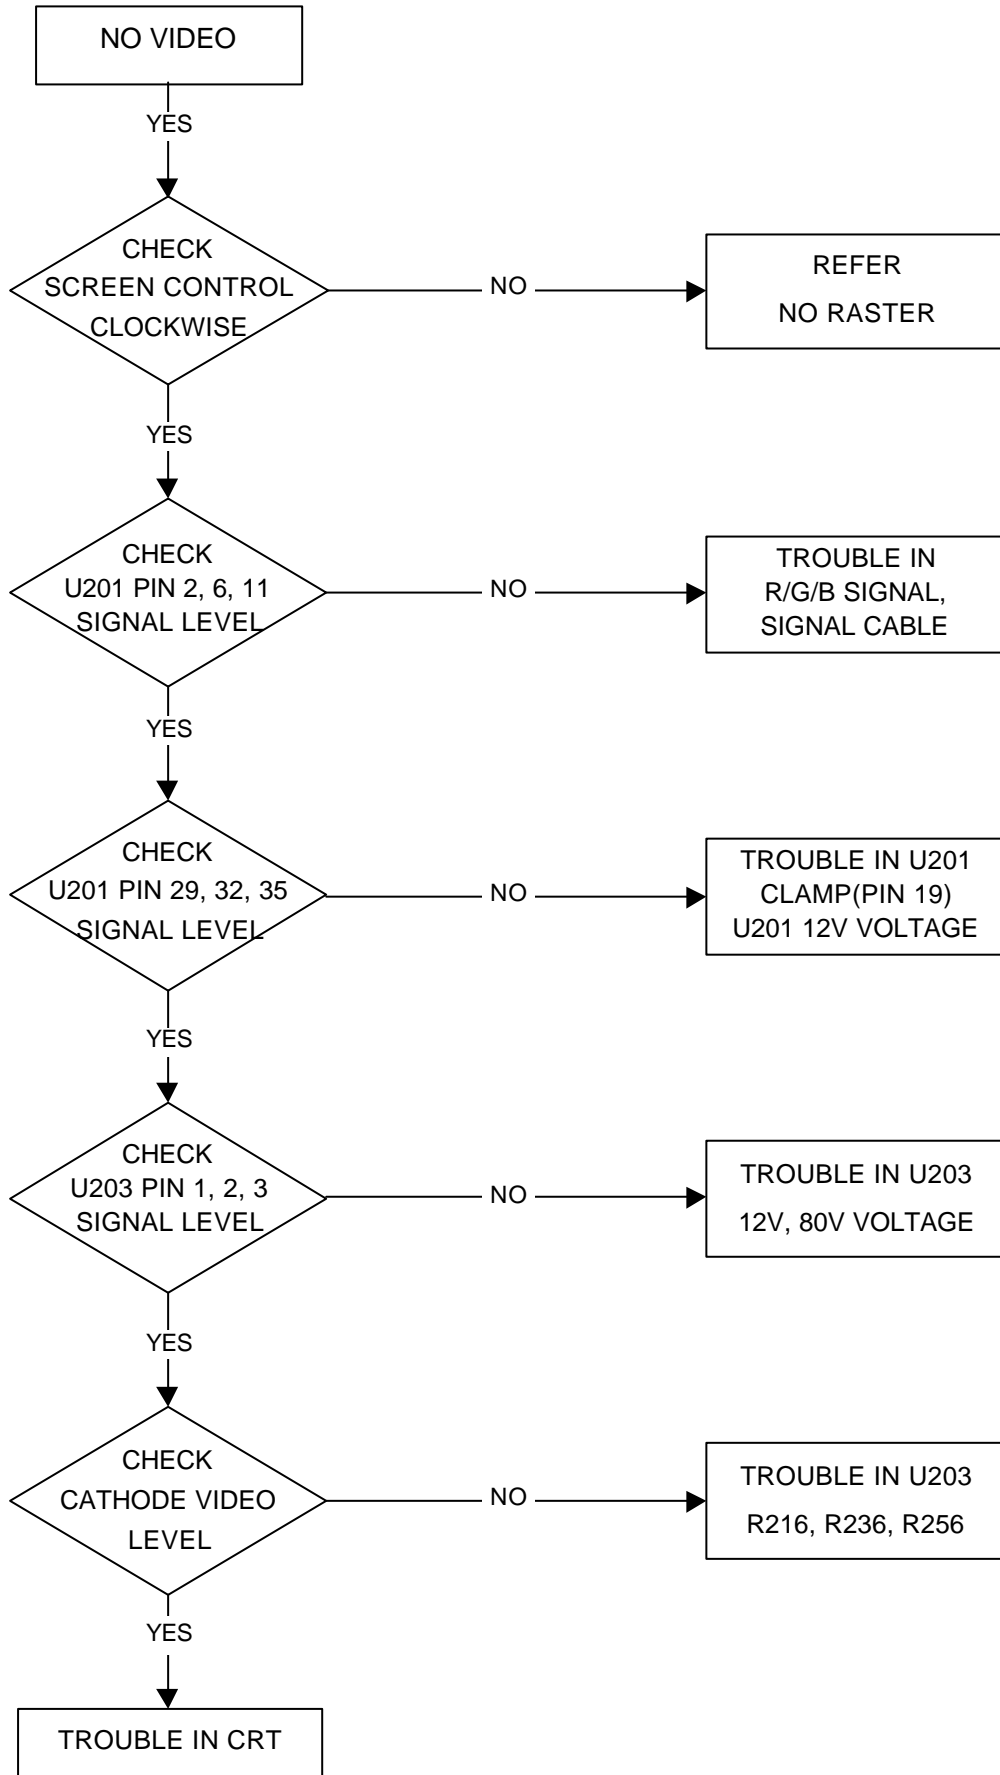 NO VIDEO
YES
CHECK
SCREEN CONTROL
CLOCKWISE
NO
REFER
NO RASTER
YES
CHECK
U201 PIN 2, 6, 11
SIGNAL LEVEL
NO
TROUBLE IN
R/G/B SIGNAL,
SIGNAL CABLE
YES
CHECK
U201 PIN 29, 32, 35
SIGNAL LEVEL
NO
TROUBLE IN U201
CLAMP(PIN 19)
U201 12V VOLTAGE
YES
CHECK
U203 PIN 1, 2, 3
SIGNAL LEVEL
NO
TROUBLE IN U203
12V, 80V VOLTAGE
YES
CHECK
CATHODE VIDEO
LEVEL
NO
TROUBLE IN U203
R216, R236, R256
YES
TROUBLE IN CRT